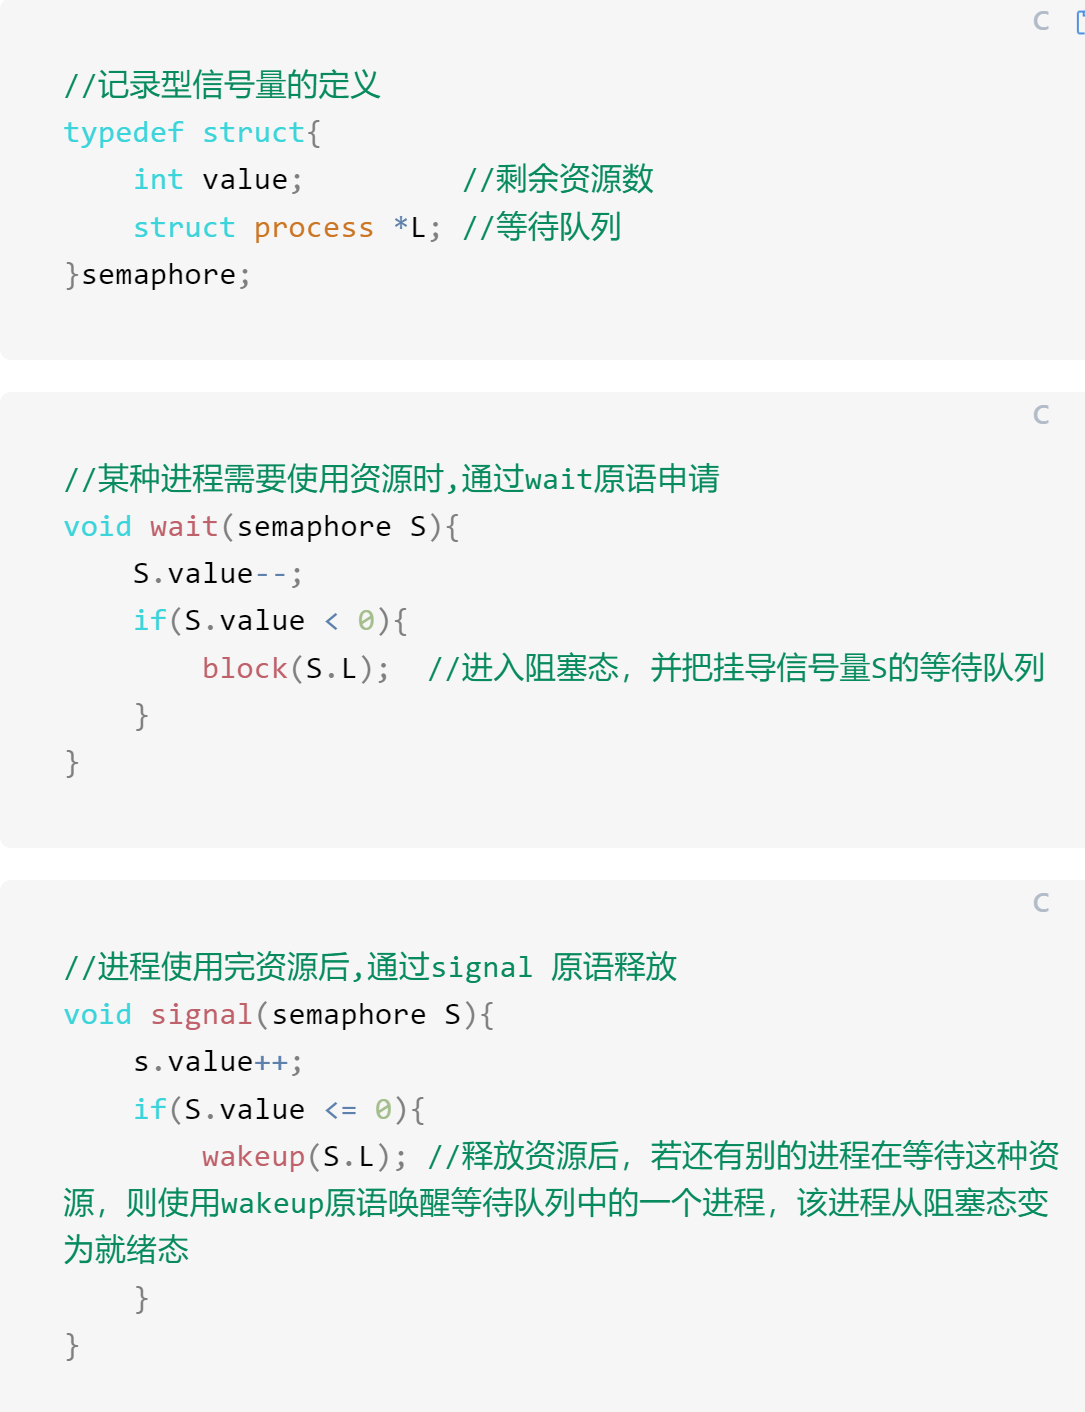 C
//记录型信号量的定义
typedef struct{
    int value;         //剩余资源数
    struct process *L; //等待队列
}semaphore;
C
//某种进程需要使用资源时,通过wait原语申请
void wait(semaphore S){
    S.value--;
    if(S.value < 0){
        block(S.L);  //进入阻塞态，并把挂导信号量S的等待队列
    }
}
C
//进程使用完资源后,通过signal 原语释放
void signal(semaphore S){
    s.value++;
    if(S.value <= 0){
        wakeup(S.L); //释放资源后，若还有别的进程在等待这种资
源，则使用wakeup原语唤醒等待队列中的一个进程，该进程从阻塞态变
为就绪态
    }
}